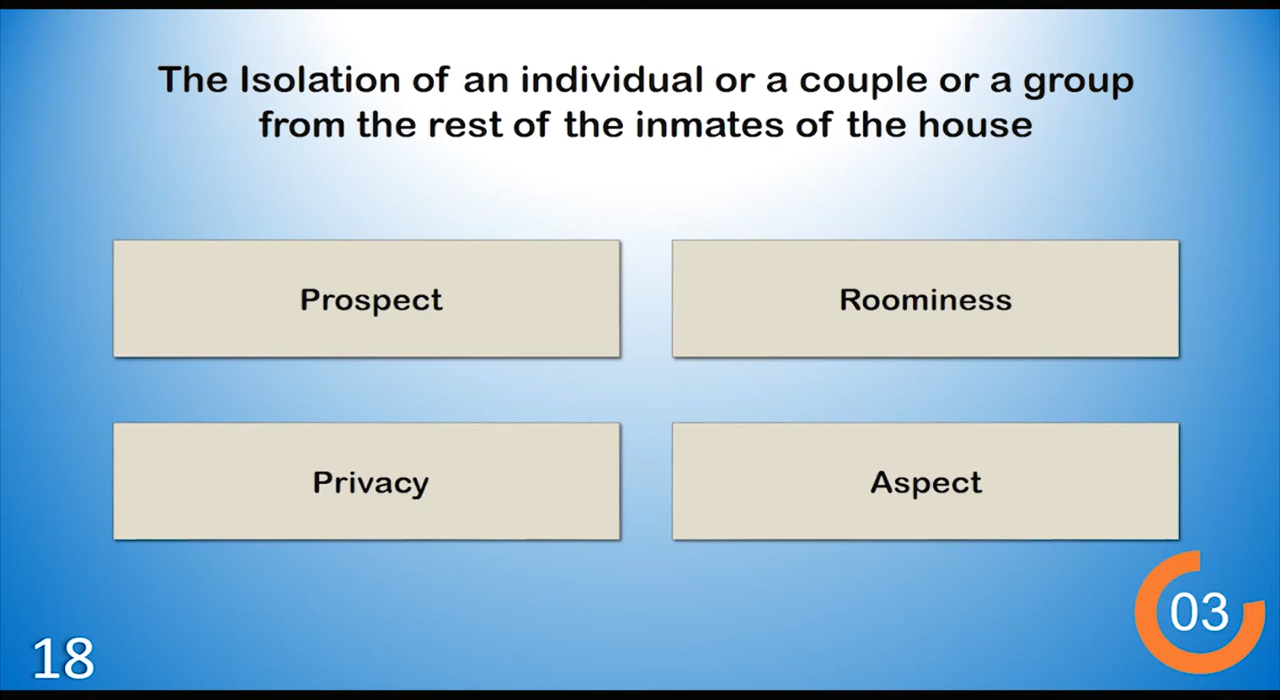 The Isolation of an individual or a couple or a group
from the rest of the inmates of the house
Prospect
Roominess
Privacy
Aspect
03
18